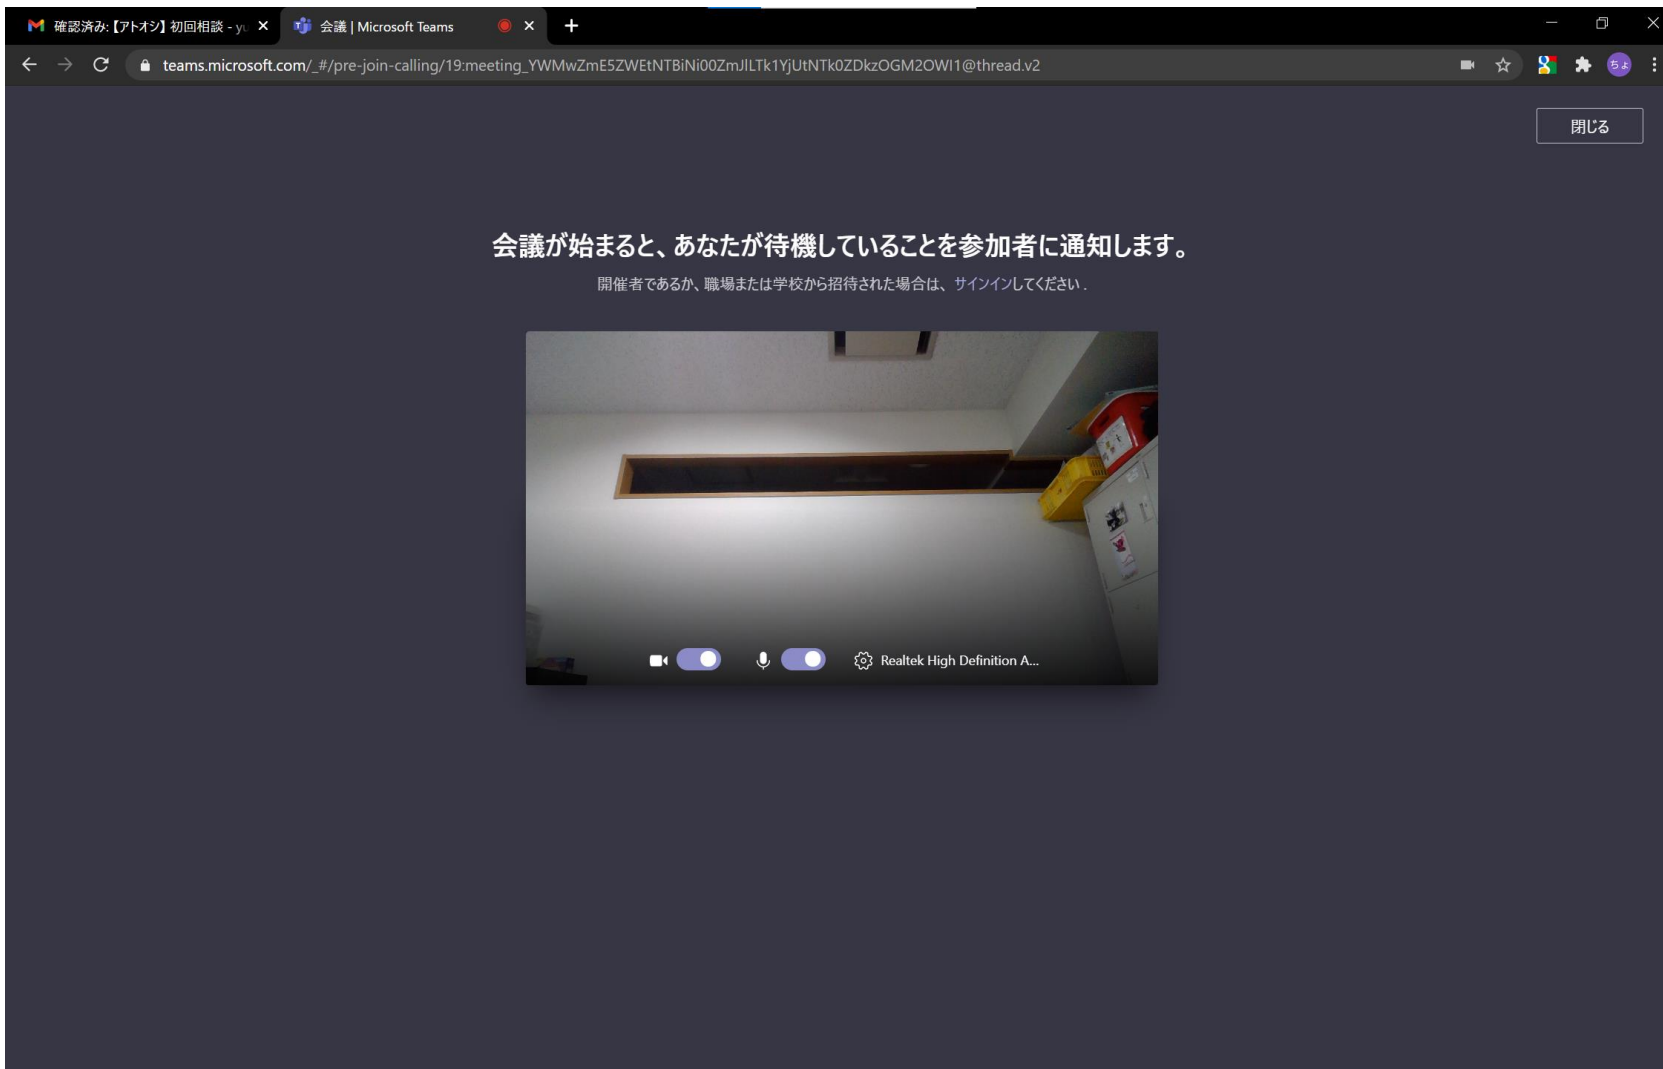 確認済み: 【アトオシ】 初回相談 - yu
会議 | Microsoft Teams
teams.microsoft.com/_#/pre-join-calling/19:meeting_YWMwZmE5ZWEtNTBiNi00ZmJlLTk1YjUtNTk0ZDkzOGM2OWI1@thread.v2
ちょ
閉じる
会議が始まると、あなたが待機していることを参加者に通知します。
開催者であるか、職場または学校から招待された場合は、 サインインしてください .
Realtek High Definition A...